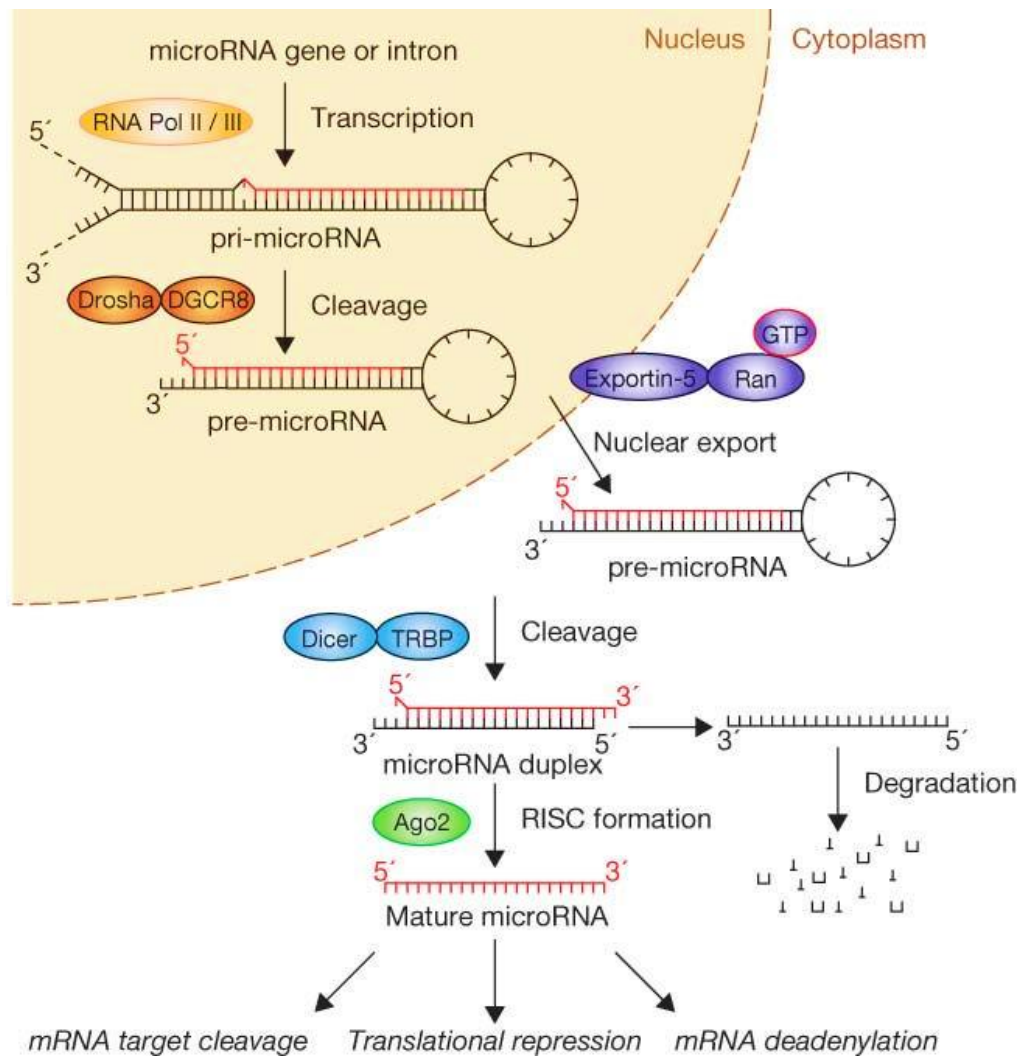 Nucleus
Cytoplasm
microRNA gene or intron
RNA Pol II / III
Transcription
5´
3´
pri-microRNA
Drosha
DGCR8
Cleavage
5´
3´
pre-microRNA
GTP
Exportin-5
Ran
Nuclear export
5´
3´
pre-microRNA
Dicer
TRBP
Cleavage
5´
3´
3´
5´
microRNA duplex
3´
5´
Degradation
Ago2
RISC formation
5´
3´
Mature microRNA
mRNA target cleavage
Translational repression
mRNA deadenylation